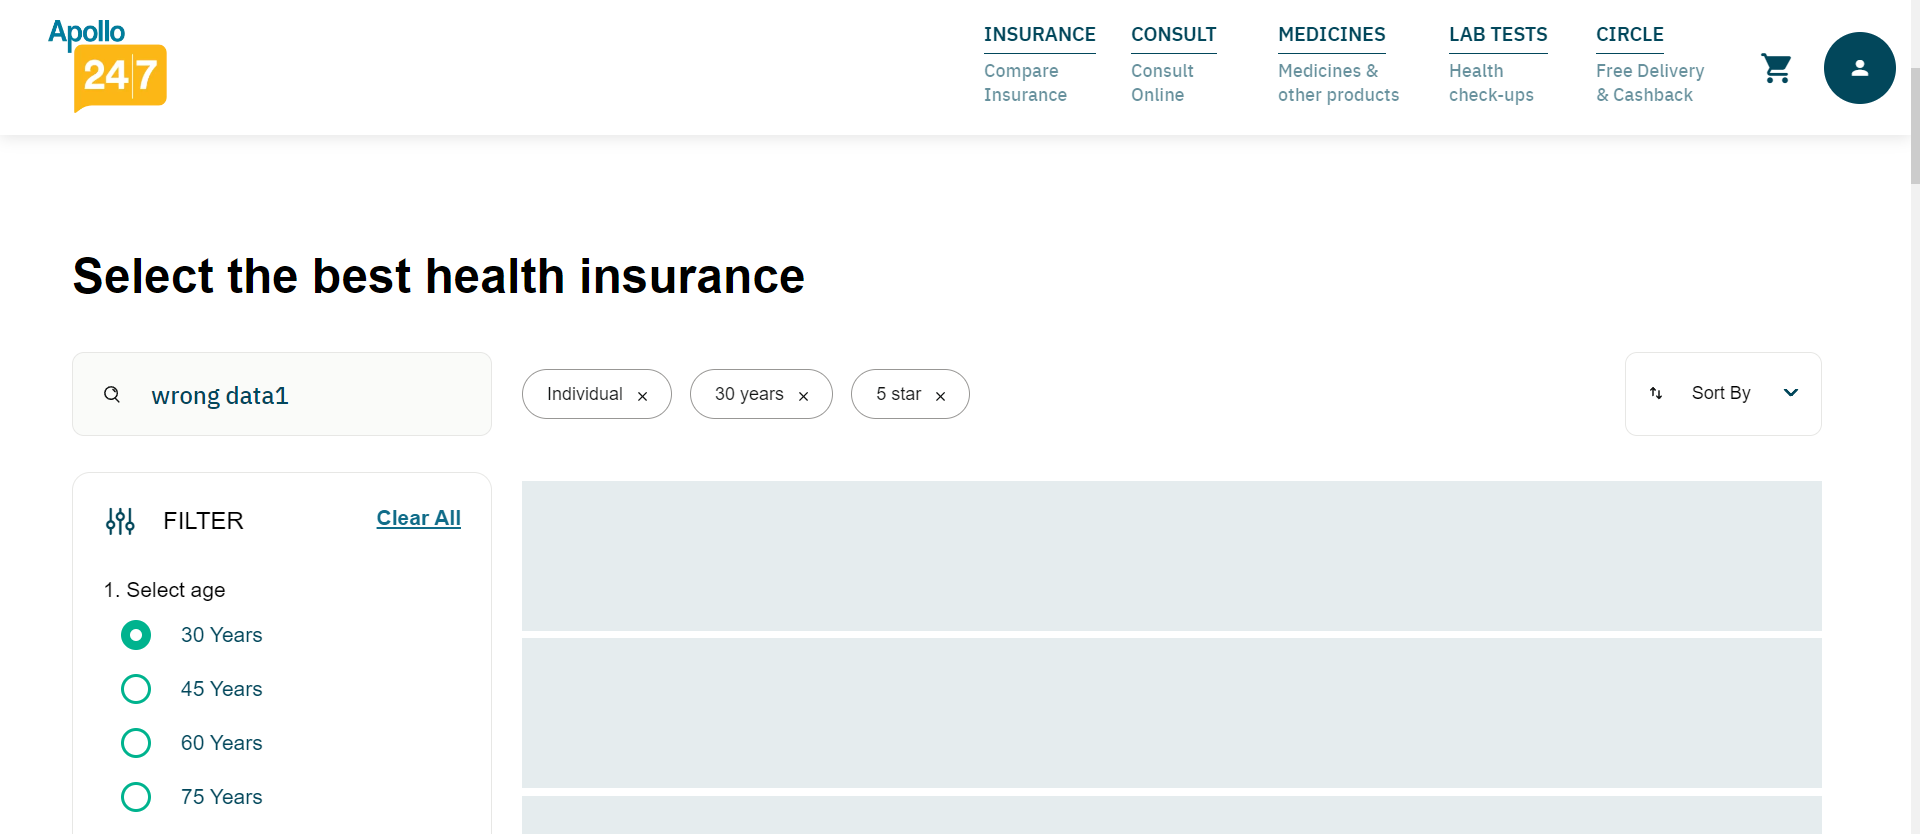 Apollo
24|7
INSURANCE
Compare
Insurance
CONSULT
Consult
Online
MEDICINES
Medicines &
other products
LAB TESTS
Health
check-ups
CIRCLE
Free Delivery
& Cashback
Select the best health insurance
wrong data1
Individual ×
30 years ×
5 star ×
Sort By
FILTER
Clear All
1. Select age
30 Years
45 Years
60 Years
75 Years